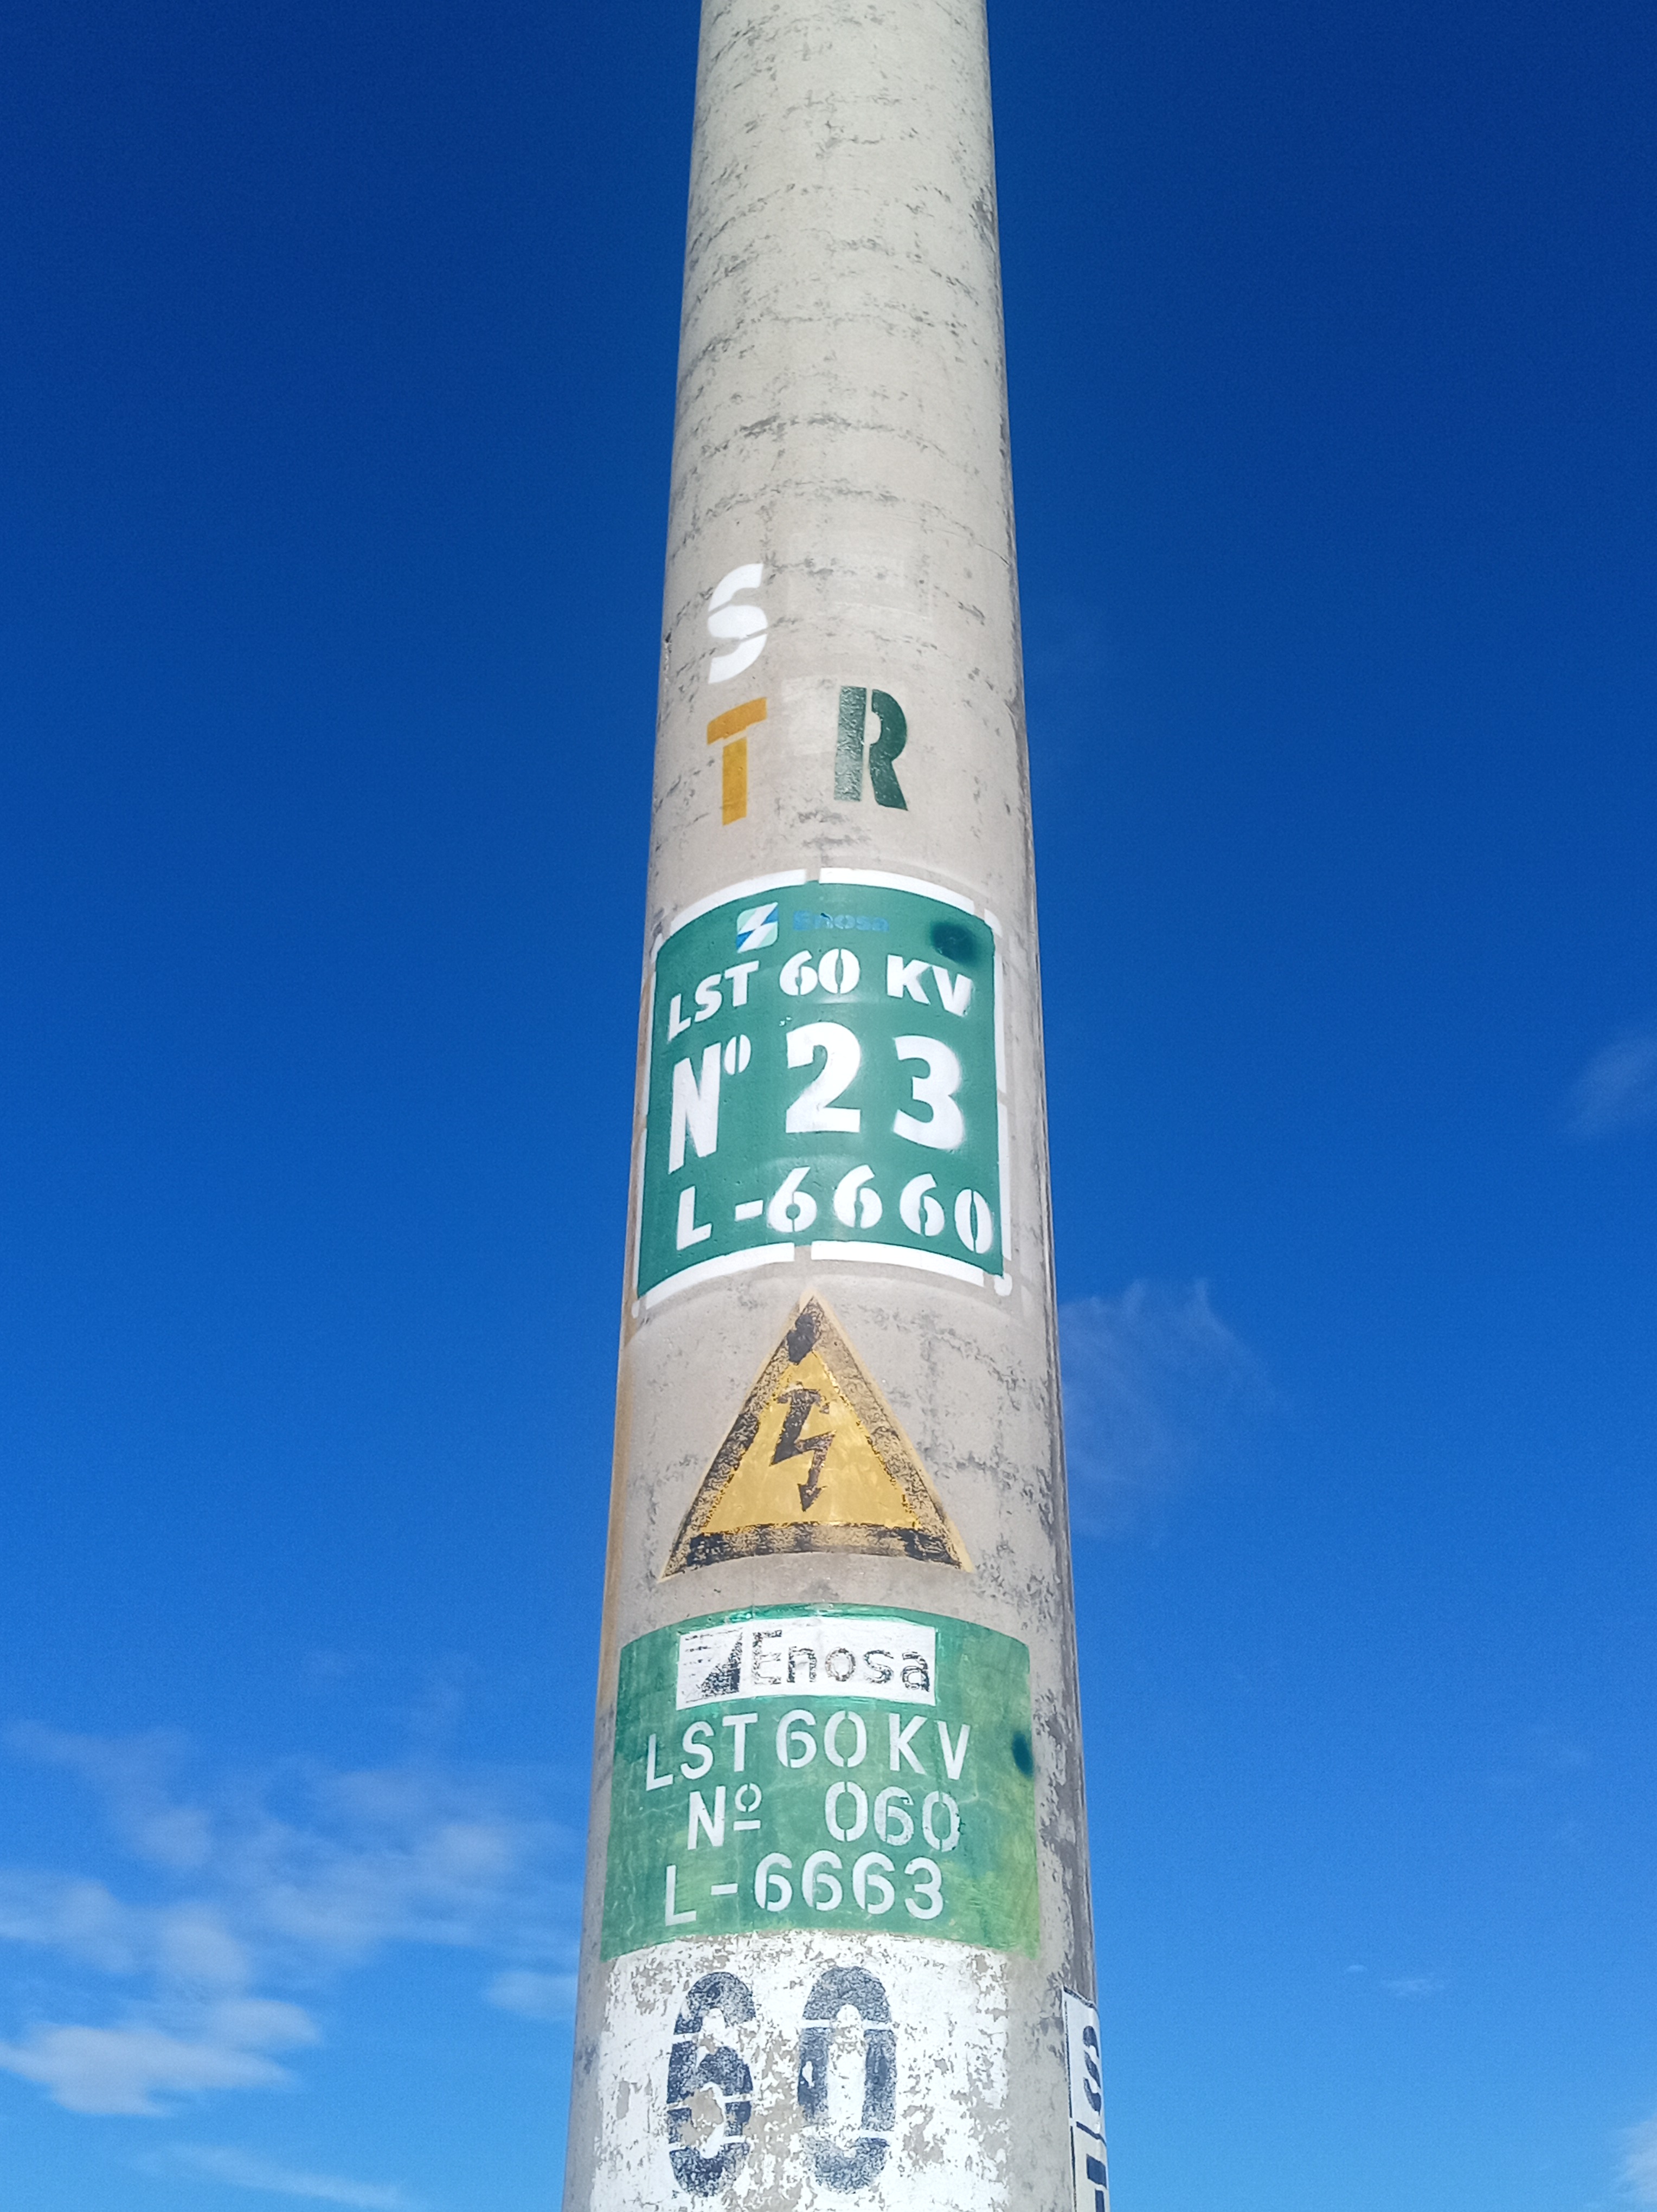 S
T R
Enosa
LST 60 KV
Nº 23
L-6660
Enosa
LST 60 KV
Nº 060
L-6663
60
S